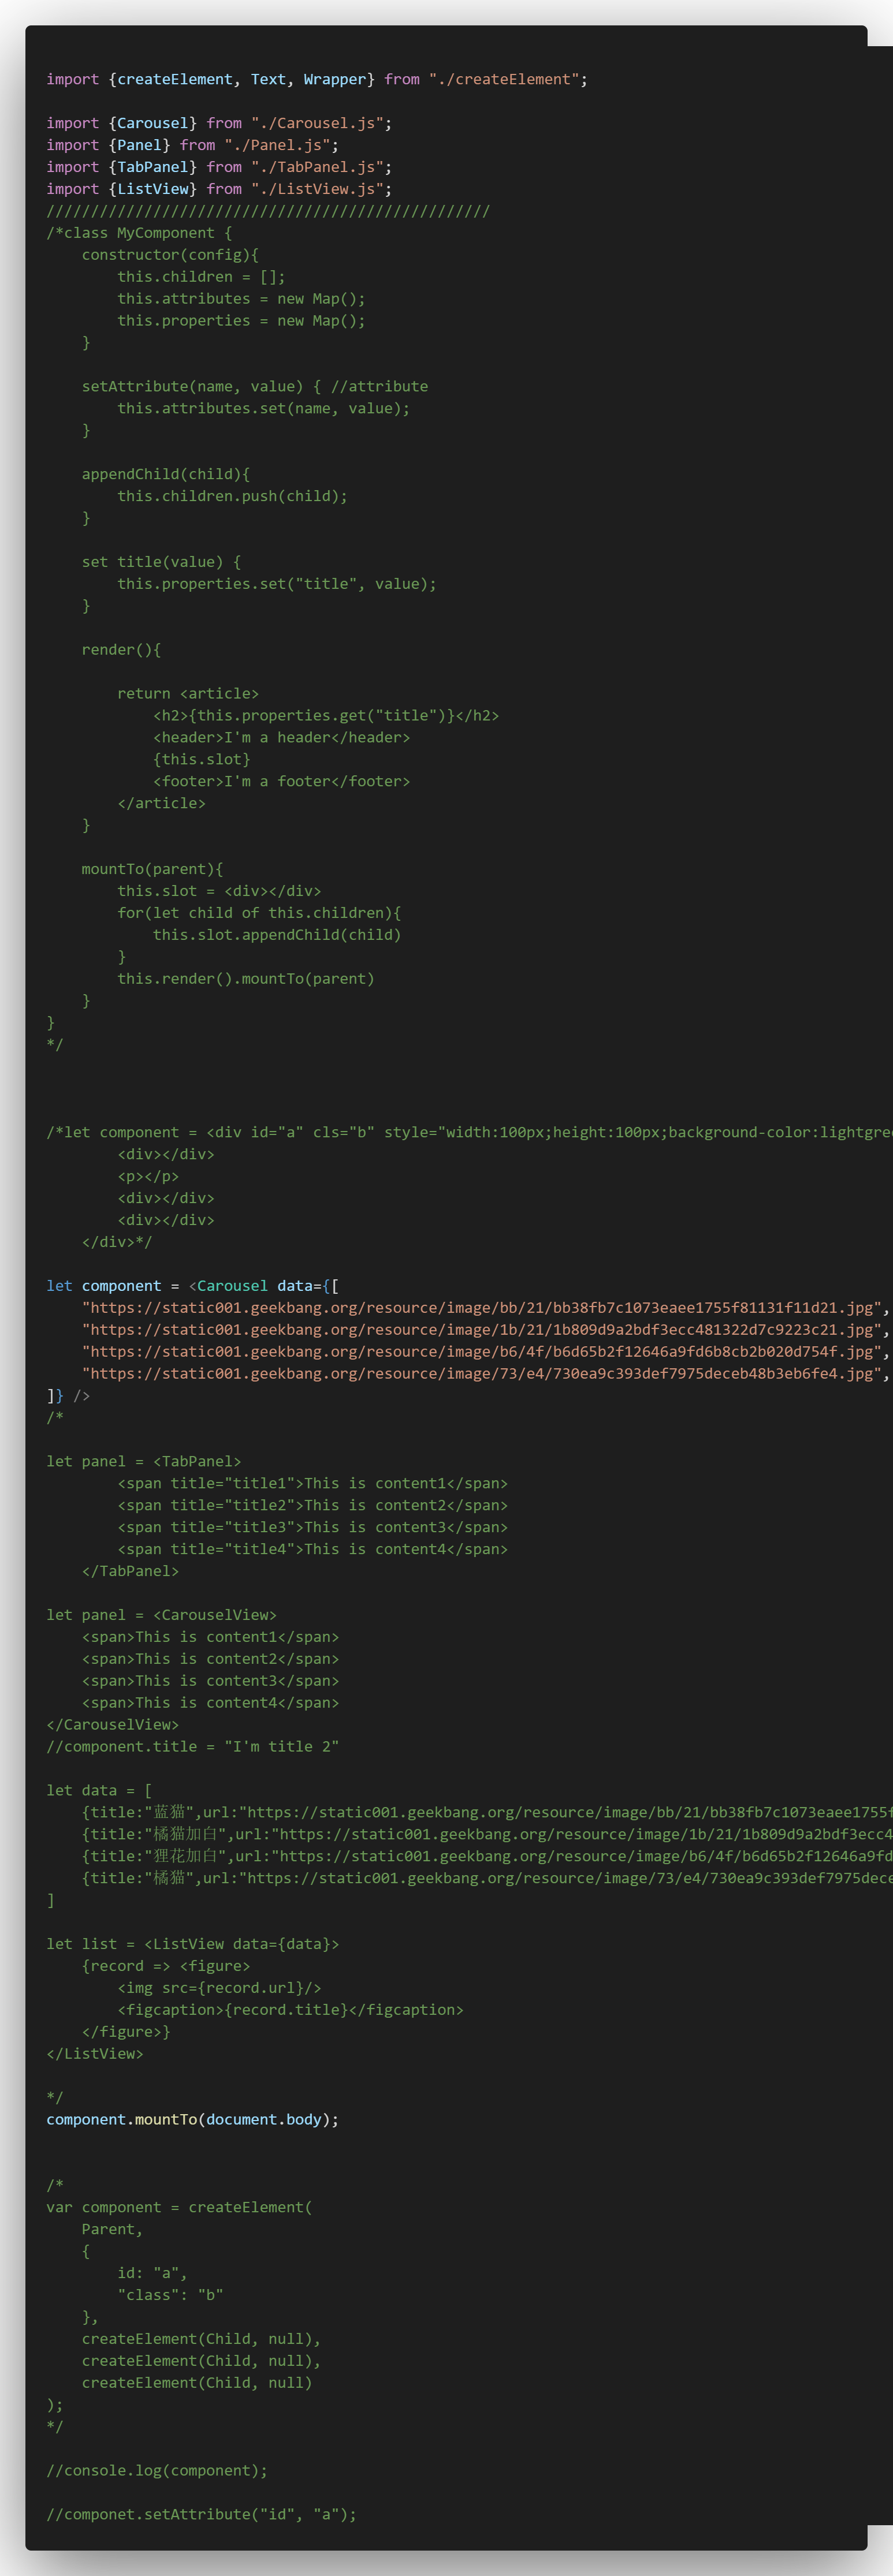 import {createElement, Text, Wrapper} from "./createElement";
import {Carousel} from "./Carousel.js";
import {Panel} from "./Panel.js";
import {TabPanel} from "./TabPanel.js";
import {ListView} from "./ListView.js";
//////////////////////////////////////////////////
/*class MyComponent {
    constructor(config){
        this.children = [];
        this.attributes = new Map();
        this.properties = new Map();
    }
    setAttribute(name, value) { //attribute
        this.attributes.set(name, value);
    }
    appendChild(child){
        this.children.push(child);
    }
    set title(value) {
        this.properties.set("title", value);
    }
    render(){
        return <article>
            <h2>{this.properties.get("title")}</h2>
            <header>I'm a header</header>
            {this.slot}
            <footer>I'm a footer</footer>
        </article>
    }
    mountTo(parent){
        this.slot = <div></div>
        for(let child of this.children){
            this.slot.appendChild(child)
        }
        this.render().mountTo(parent)
    }
}
*/
/*let component = <div id="a" cls="b" style="width:100px;height:100px;background-color:lightgre
        <div></div>
        <p></p>
        <div></div>
        <div></div>
    </div>*/
let component = <Carousel data={[
    "https://static001.geekbang.org/resource/image/bb/21/bb38fb7c1073eaee1755f81131f11d21.jpg",
    "https://static001.geekbang.org/resource/image/1b/21/1b809d9a2bdf3ecc481322d7c9223c21.jpg",
    "https://static001.geekbang.org/resource/image/b6/4f/b6d65b2f12646a9fd6b8cb2b020d754f.jpg",
    "https://static001.geekbang.org/resource/image/73/e4/730ea9c393def7975deceb48b3eb6fe4.jpg",
]} />
/*
let panel = <TabPanel>
        <span title="title1">This is content1</span>
        <span title="title2">This is content2</span>
        <span title="title3">This is content3</span>
        <span title="title4">This is content4</span>
    </TabPanel>
let panel = <CarouselView>
    <span>This is content1</span>
    <span>This is content2</span>
    <span>This is content3</span>
    <span>This is content4</span>
</CarouselView>
//component.title = "I'm title 2"
let data = [
    {title:"蓝猫",url:"https://static001.geekbang.org/resource/image/bb/21/bb38fb7c1073eaee1755f
    {title:"橘猫加白",url:"https://static001.geekbang.org/resource/image/1b/21/1b809d9a2bdf3ecc4
    {title:"狸花加白",url:"https://static001.geekbang.org/resource/image/b6/4f/b6d65b2f12646a9fd
    {title:"橘猫",url:"https://static001.geekbang.org/resource/image/73/e4/730ea9c393def7975dece
]
let list = <ListView data={data}>
    {record => <figure>
        <img src={record.url}/>
        <figcaption>{record.title}</figcaption>
    </figure>}
</ListView>
*/
component.mountTo(document.body);
/*
var component = createElement(
    Parent,
    {
        id: "a",
        "class": "b"
    },
    createElement(Child, null),
    createElement(Child, null),
    createElement(Child, null)
);
*/
//console.log(component);
//componet.setAttribute("id", "a");